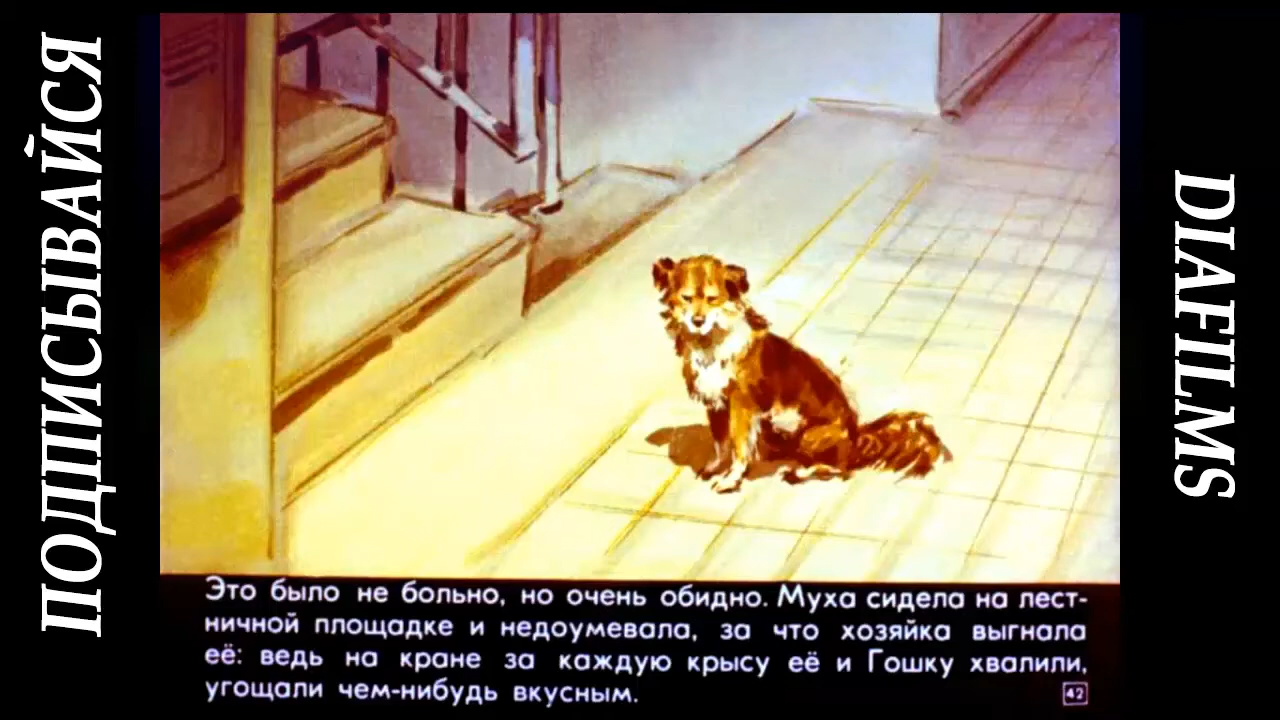 ПОДПИСЫВАЙСЯ
DIAFILMS
Это было не больно, но очень обидно. Муха сидела на лест-
ничной площадке и недоумевала, за что хозяйка выгнала
её: ведь на кране за каждую крысу её и Гошку хвалили,
угощали чем-нибудь вкусным.
42